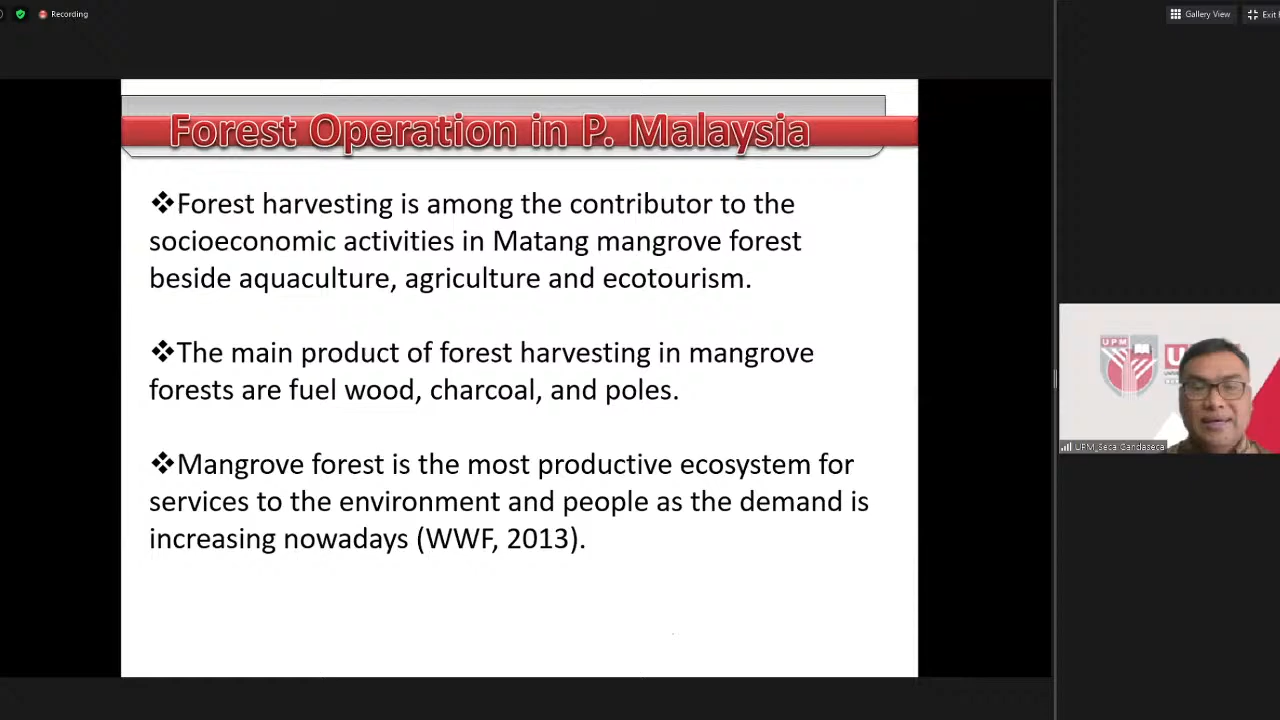 Recording
Gallery View
Exit
Forest Operation in P. Malaysia
❖Forest harvesting is among the contributor to the
socioeconomic activities in Matang mangrove forest
beside aquaculture, agriculture and ecotourism.
❖The main product of forest harvesting in mangrove
forests are fuel wood, charcoal, and poles.
❖Mangrove forest is the most productive ecosystem for
services to the environment and people as the demand is
increasing nowadays (WWF, 2013).
UPM
UPM_Seca Gandaseca